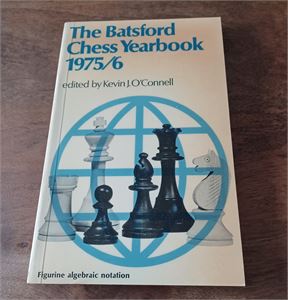 The Batsford
Chess Yearbook
1975/6
edited by Kevin J. O'Connell
Figurine algebraic notation